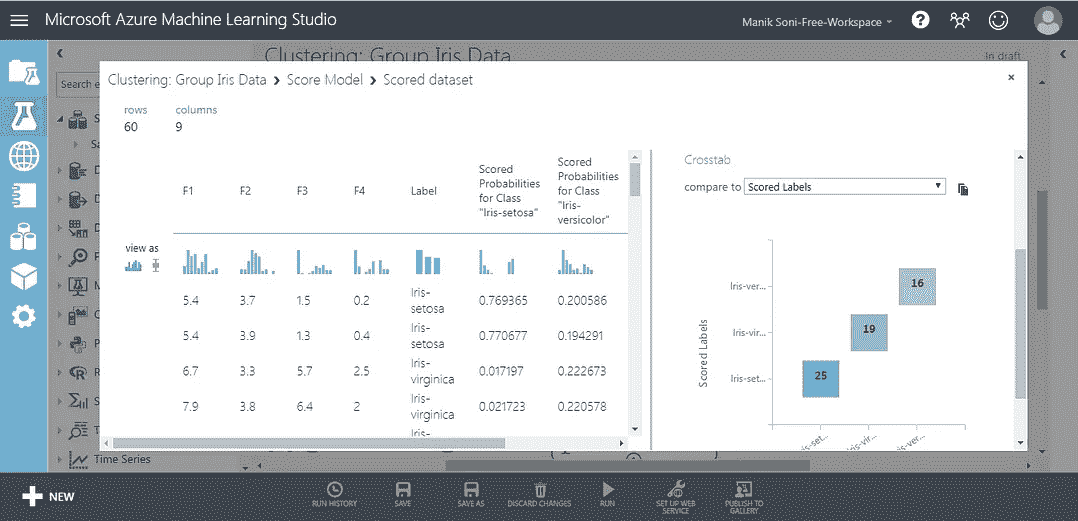 Microsoft Azure Machine Learning Studio
Manik Soni-Free-Workspace
?
Clustering: Group Iris Data
In draft
Search e
Clustering: Group Iris Data > Score Model > Scored dataset
×
rows
columns
60
9
F1
F2
F3
F4
Label
Scored
Probabilities
for Class
"Iris-setosa"
Scored
Probabilities
for Class
"Iris-
versicolor"
view as
5.4 3.7 1.5 0.2 Iris-
setosa 0.769365 0.200586
5.4 3.9 1.3 0.4 Iris-
setosa 0.770677 0.194291
6.7 3.3 5.7 2.5 Iris-
virginica 0.017197 0.222673
7.9 3.8 6.4 2 Iris-
virginica 0.021723 0.220578
Iris-
Crosstab
compare to Scored Labels
Scored Labels
Iris-ver...
16
Iris-vir...
19
Iris-set...
25
is-set...
is-vir...
is-ver...
Time Series
NEW
RUN HISTORY
SAVE
SAVE AS
DISCARD CHANGES
RUN
SET UP WEB
SERVICE
PUBLISH TO
GALLERY